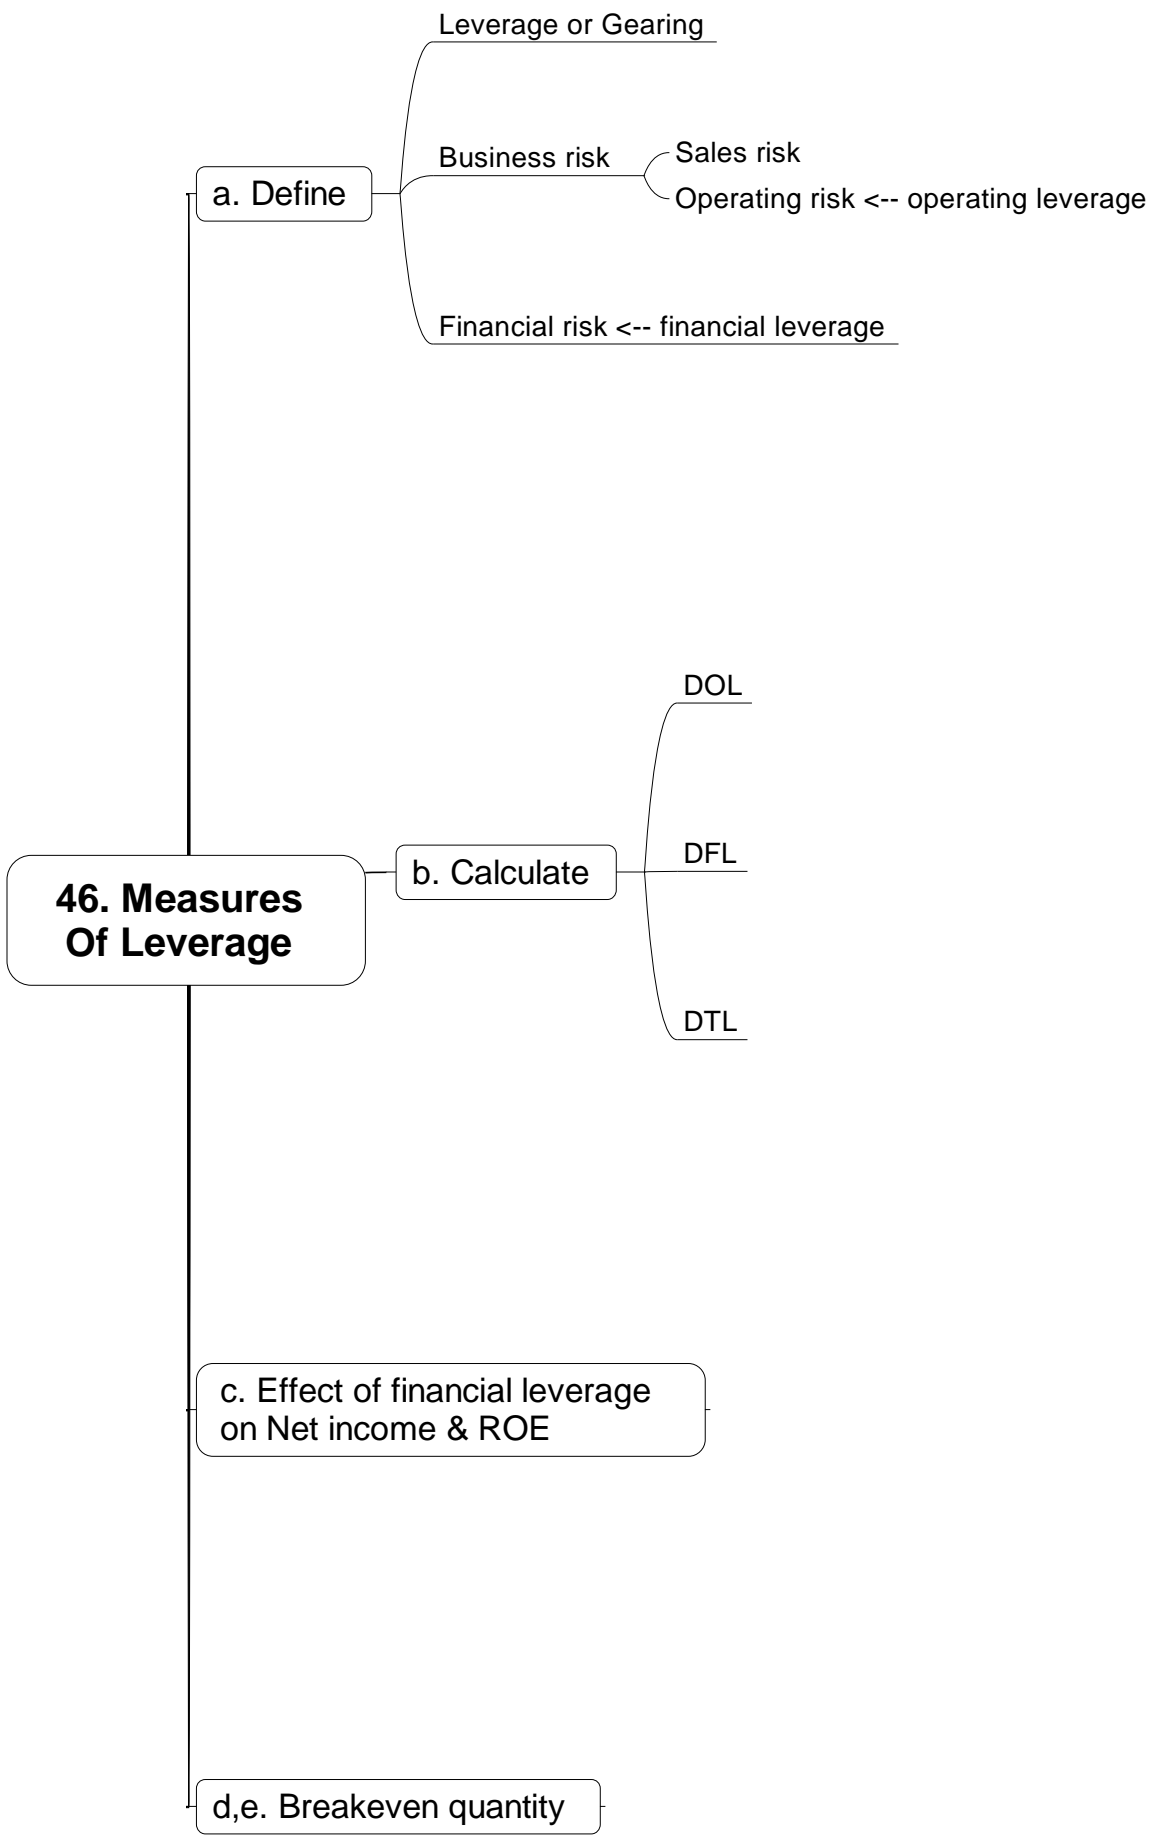 Leverage or Gearing
Business risk
Sales risk
Operating risk <-- operating leverage
a. Define
Financial risk <-- financial leverage
DOL
DFL
b. Calculate
DTL
46. Measures
Of Leverage
c. Effect of financial leverage
on Net income & ROE
d,e. Breakeven quantity